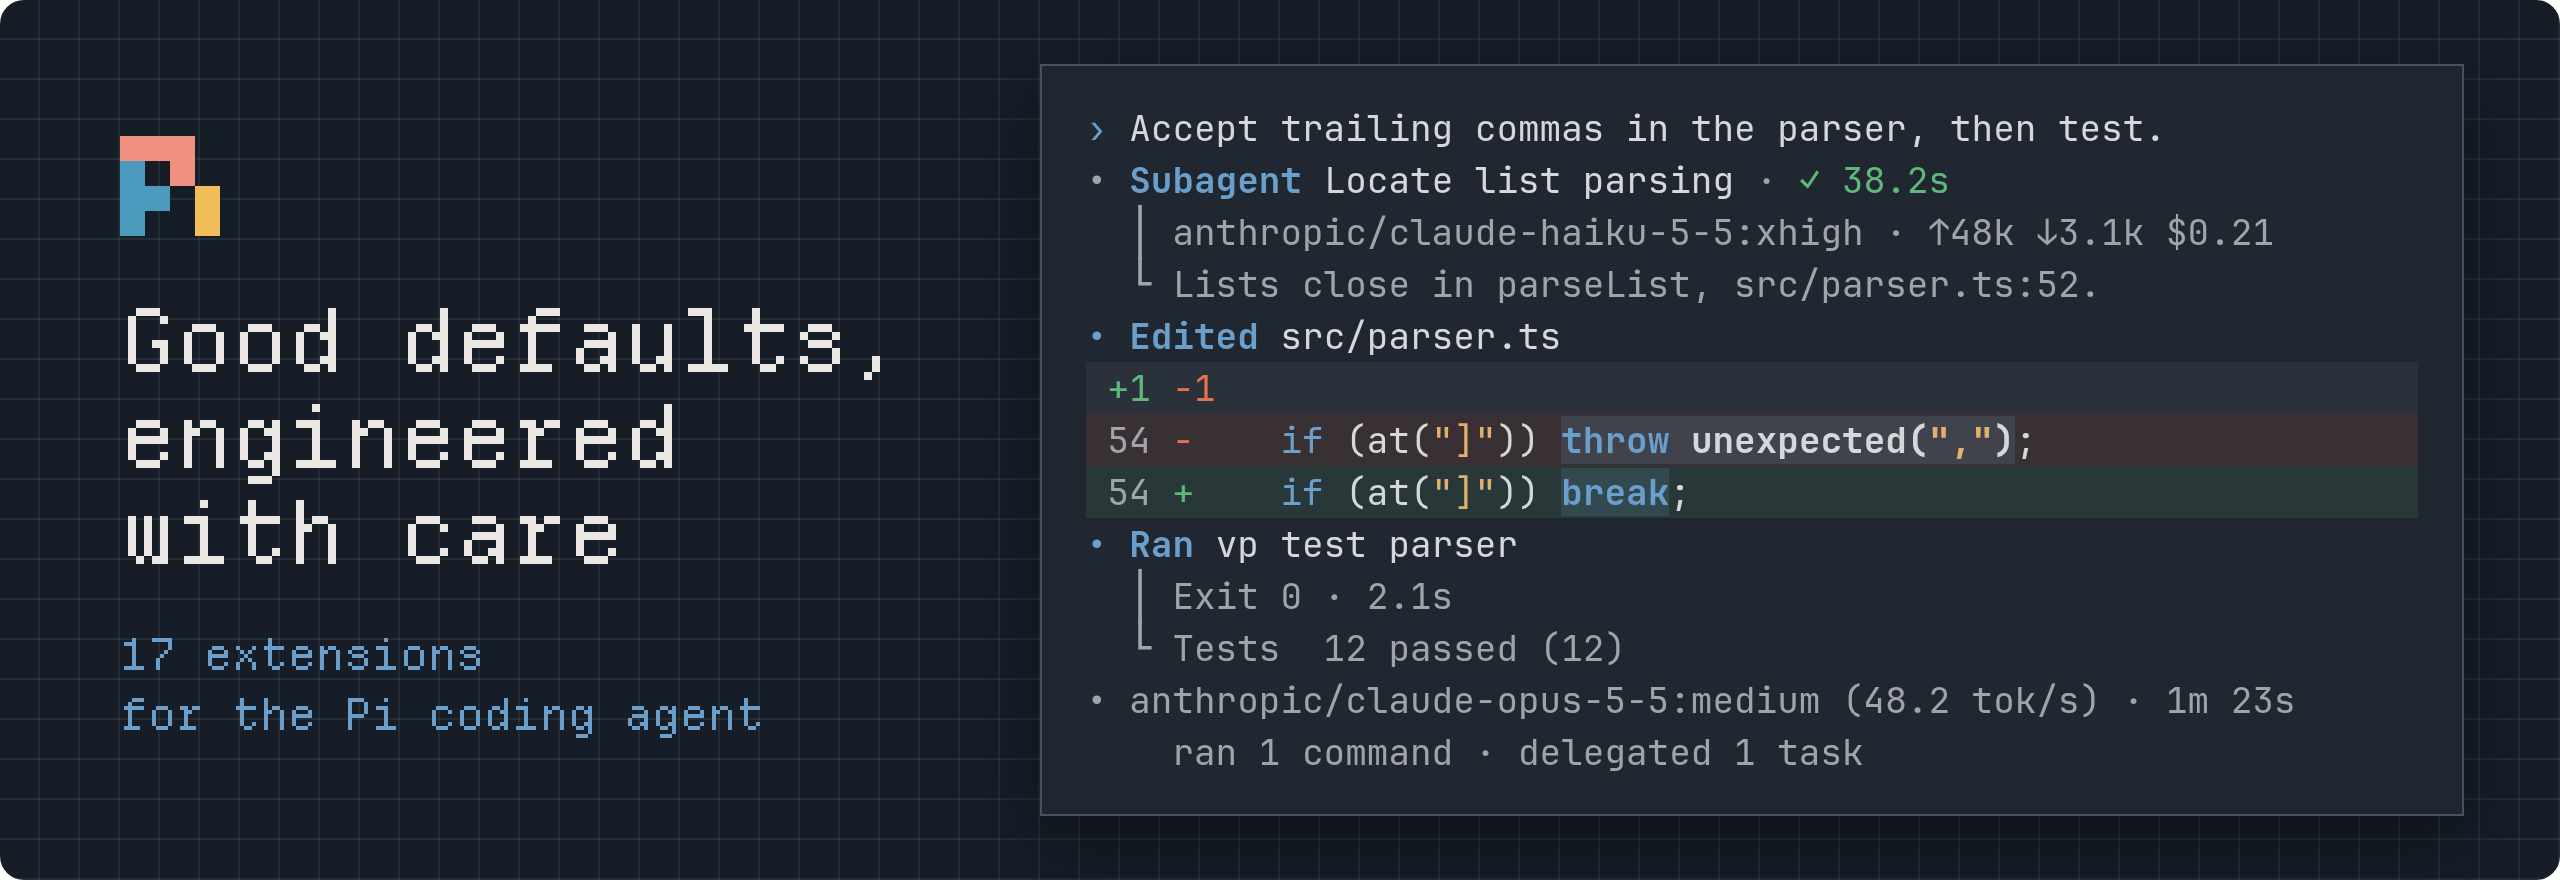 Good defaults,
engineered
with care
17 extensions
for the Pi coding agent
› Accept trailing commas in the parser, then test.
• Subagent Locate list parsing · ✓ 38.2s
│ anthropic/claude-haiku-5-5:xhigh · ↑48k ↓3.1k $0.21
└ Lists close in parseList, src/parser.ts:52.
• Edited src/parser.ts
+1 -1
54 -    if (at("]")) throw unexpected(",");
54 +    if (at("]")) break;
• Ran vp test parser
│ Exit 0 · 2.1s
└ Tests  12 passed (12)
• anthropic/claude-opus-5-5:medium (48.2 tok/s) · 1m 23s
ran 1 command · delegated 1 task